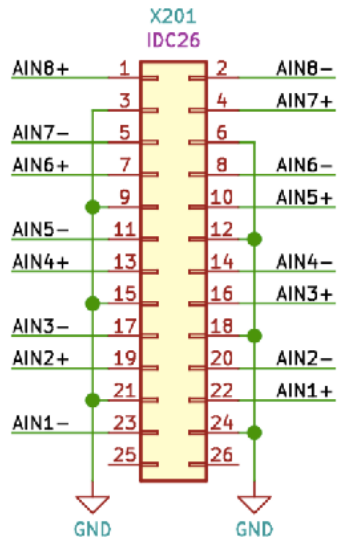 X201
IDC26
AIN8+ 1 2 AIN8-
3 4 AIN7+
AIN7- 5 6
AIN6+ 7 8 AIN6-
9 10 AIN5+
AIN5- 11 12
AIN4+ 13 14 AIN4-
15 16 AIN3+
AIN3- 17 18
AIN2+ 19 20 AIN2-
21 22 AIN1+
AIN1- 23 24
25 26
GND GND